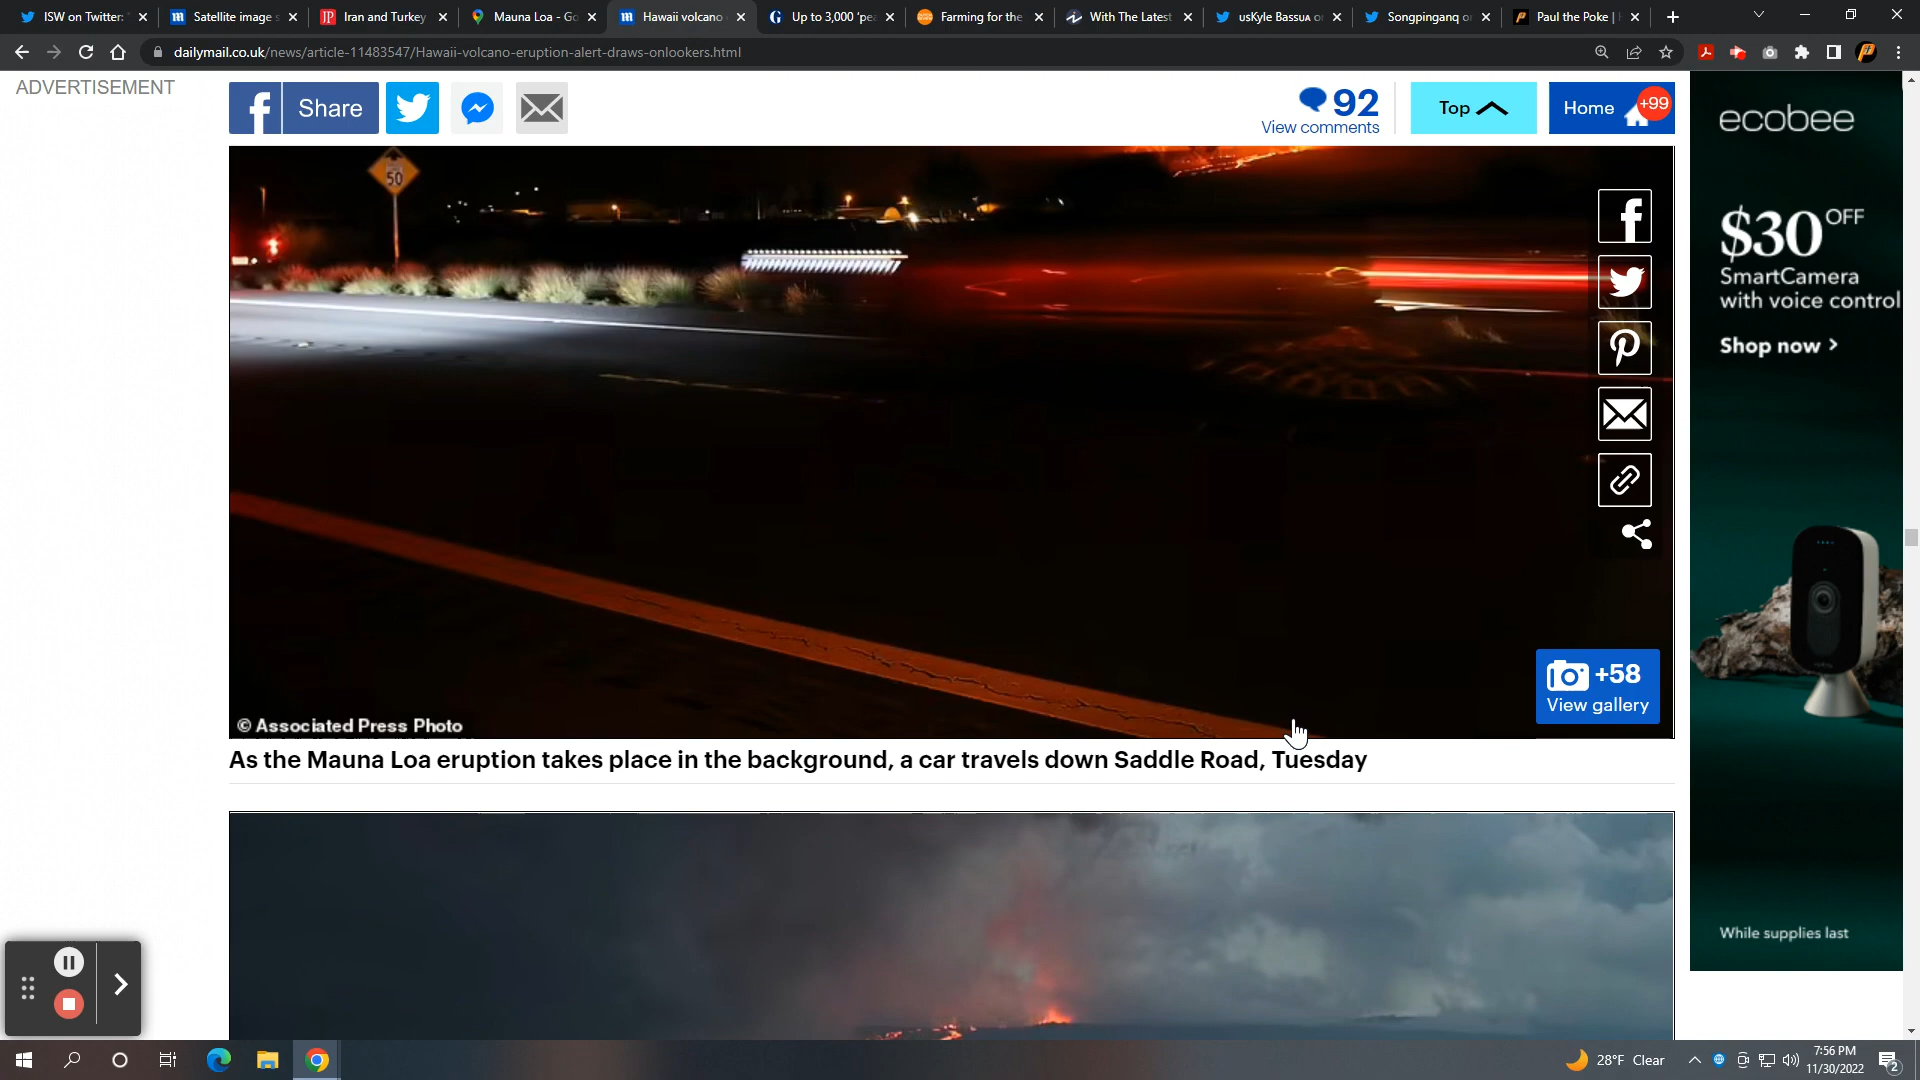 ISW on Twitter: "
Satellite image s
Iran and Turkey
Mauna Loa - Go
Hawaii volcano
Up to 3,000 'pea
Farming for the
With The Latest
usKyle Bassua o
Songpinganq o
Paul the Poke |
dailymail.co.uk/news/article-11483547/Hawaii-volcano-eruption-alert-draws-onlookers.html
ADVERTISEMENT
Share
92
View comments
Top
Home
+99
50
+58
View gallery
© Associated Press Photo
As the Mauna Loa eruption takes place in the background, a car travels down Saddle Road, Tuesday
ecobee
$30 OFF
SmartCamera
with voice control
Shop now >
While supplies last
28°F Clear
7:56 PM
11/30/2022
2